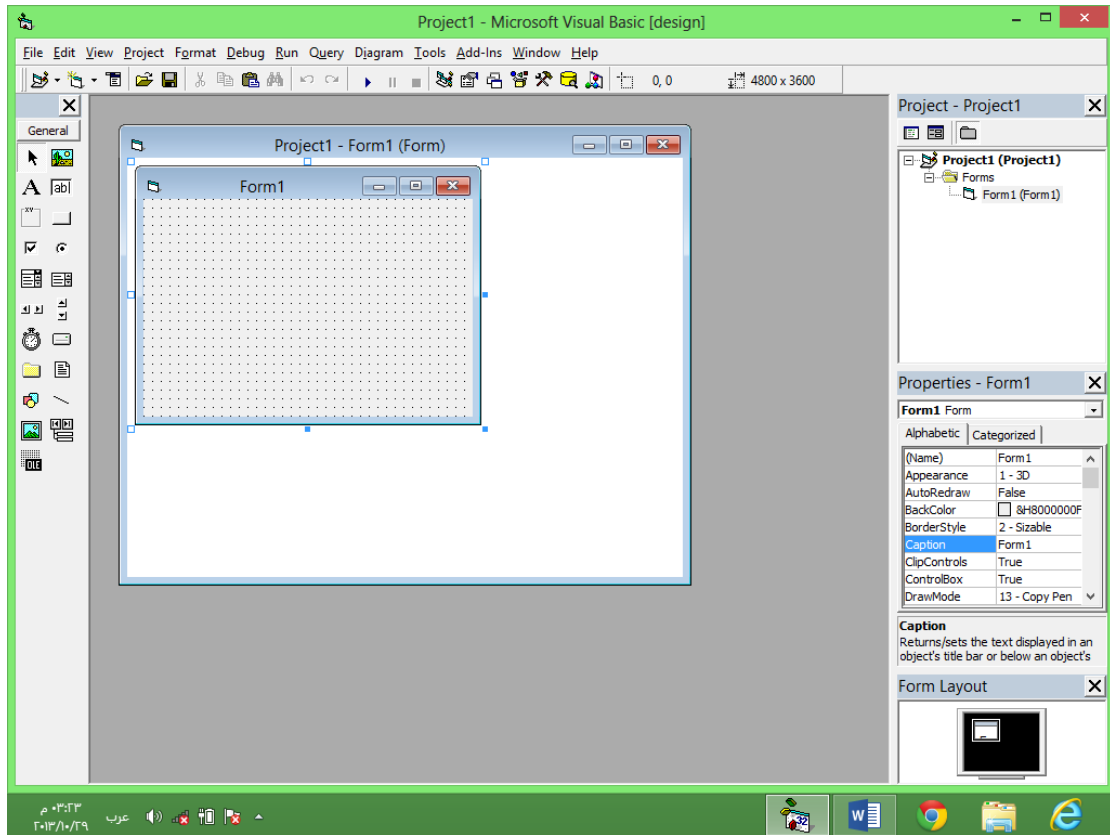 Project1 - Microsoft Visual Basic [design]
File Edit View Project Format Debug Run Query Diagram Tools Add-Ins Window Help
0, 0
4800 x 3600
General
A
ab|
XY
OLE
Project1 - Form1 (Form)
Form1
Project - Project1
Project1 (Project1)
Forms
Form1 (Form1)
Properties - Form1
Form1 Form
Alphabetic Categorized
(Name) Form1
Appearance 1 - 3D
AutoRedraw False
BackColor &H8000000F
BorderStyle 2 - Sizable
Caption Form1
ClipControls True
ControlBox True
DrawMode 13 - Copy Pen
Caption
Returns/sets the text displayed in an
object's title bar or below an object's
Form Layout
٠٣:٢٣ م
٢٠١٣/١٠/٢٩
عرب
32
W